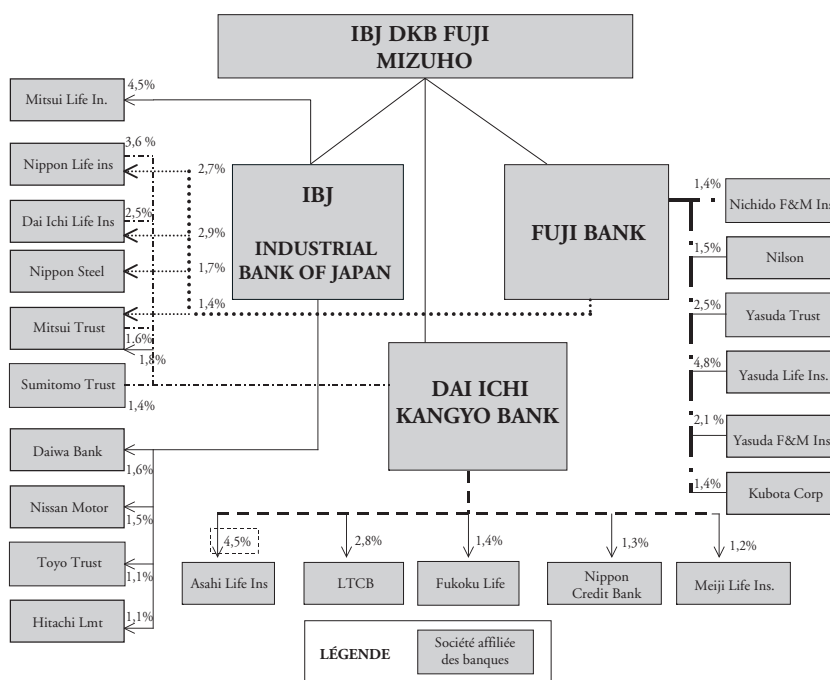 IBJ DKB FUJI
MIZUHO
4,5%
Mitsui Life In.
3,6 %
Nippon Life ins
2,7%
Dai Ichi Life Ins
2,5%
2,9%
Nippon Steel
1,7%
1,4%
Mitsui Trust
1,6%
1,8%
Sumitomo Trust
1,4%
IBJ
INDUSTRIAL
BANK OF JAPAN
FUJI BANK
DAI ICHI
KANGYO BANK
1,4%
Nichido F&M Ins
1,5%
Nilson
2,5%
Yasuda Trust
4,8%
Yasuda Life Ins.
2,1 %
Yasuda F&M Ins
1,4%
Kubota Corp
Daiwa Bank
1,6%
Nissan Motor
1,5%
Toyo Trust
1,1%
Hitachi Lmt
1,1%
4,5%
2,8%
1,4%
1,3%
1,2%
Asahi Life Ins
LTCB
Fukoku Life
Nippon
Credit Bank
Meiji Life Ins.
LÉGENDE
Société affiliée
des banques